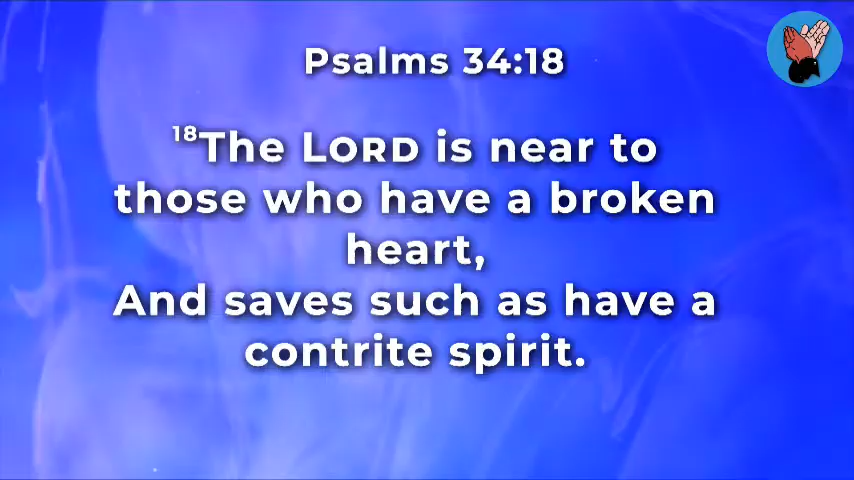 Psalms 34:18
18The LORD is near to
those who have a broken
heart,
And saves such as have a
contrite spirit.